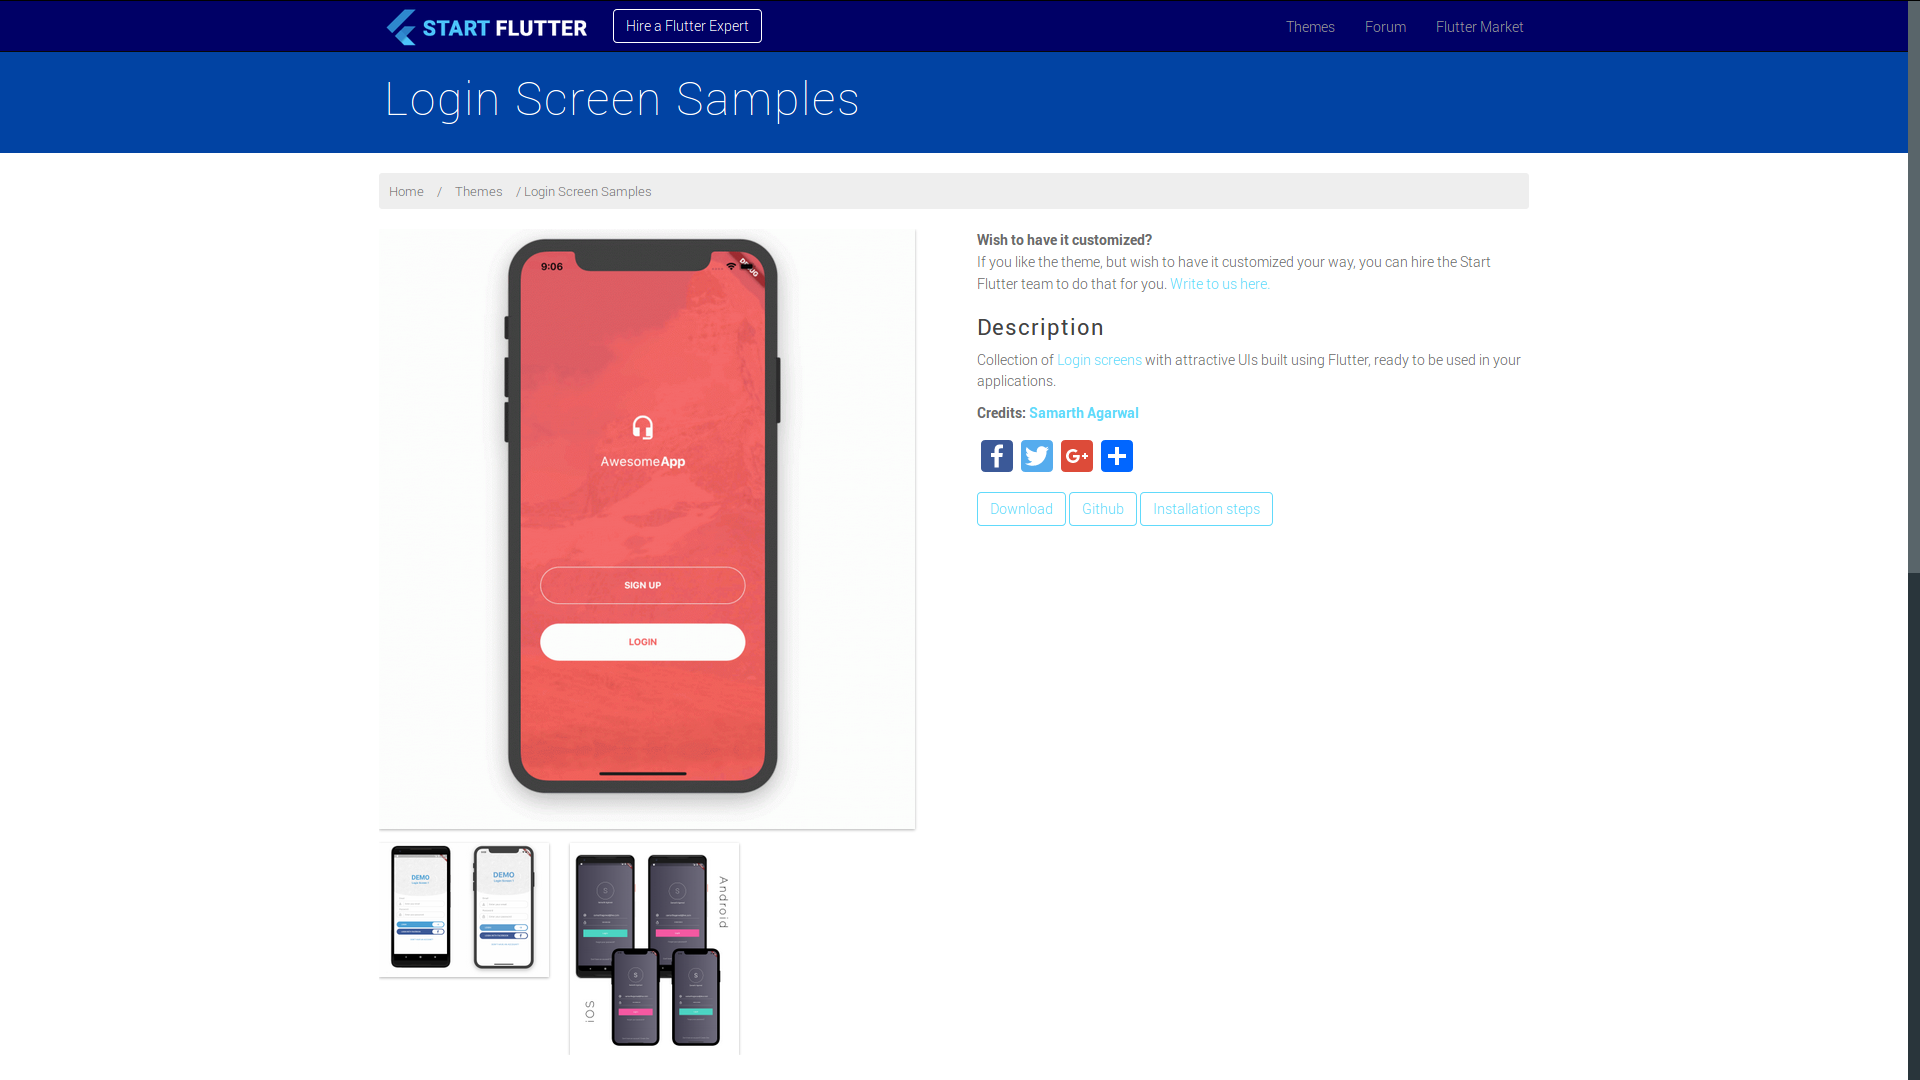 START FLUTTER
Hire a Flutter Expert
Themes
Forum
Flutter Market
Login Screen Samples
Home / Themes / Login Screen Samples
9:06
AwesomeApp
SIGN UP
LOGIN
Wish to have it customized?
If you like the theme, but wish to have it customized your way, you can hire the Start
Flutter team to do that for you. Write to us here.
Description
Collection of Login screens with attractive UIs built using Flutter, ready to be used in your
applications.
Credits: Samarth Agarwal
Download
Github
Installation steps
DEMO
DEMO
Android
iOS